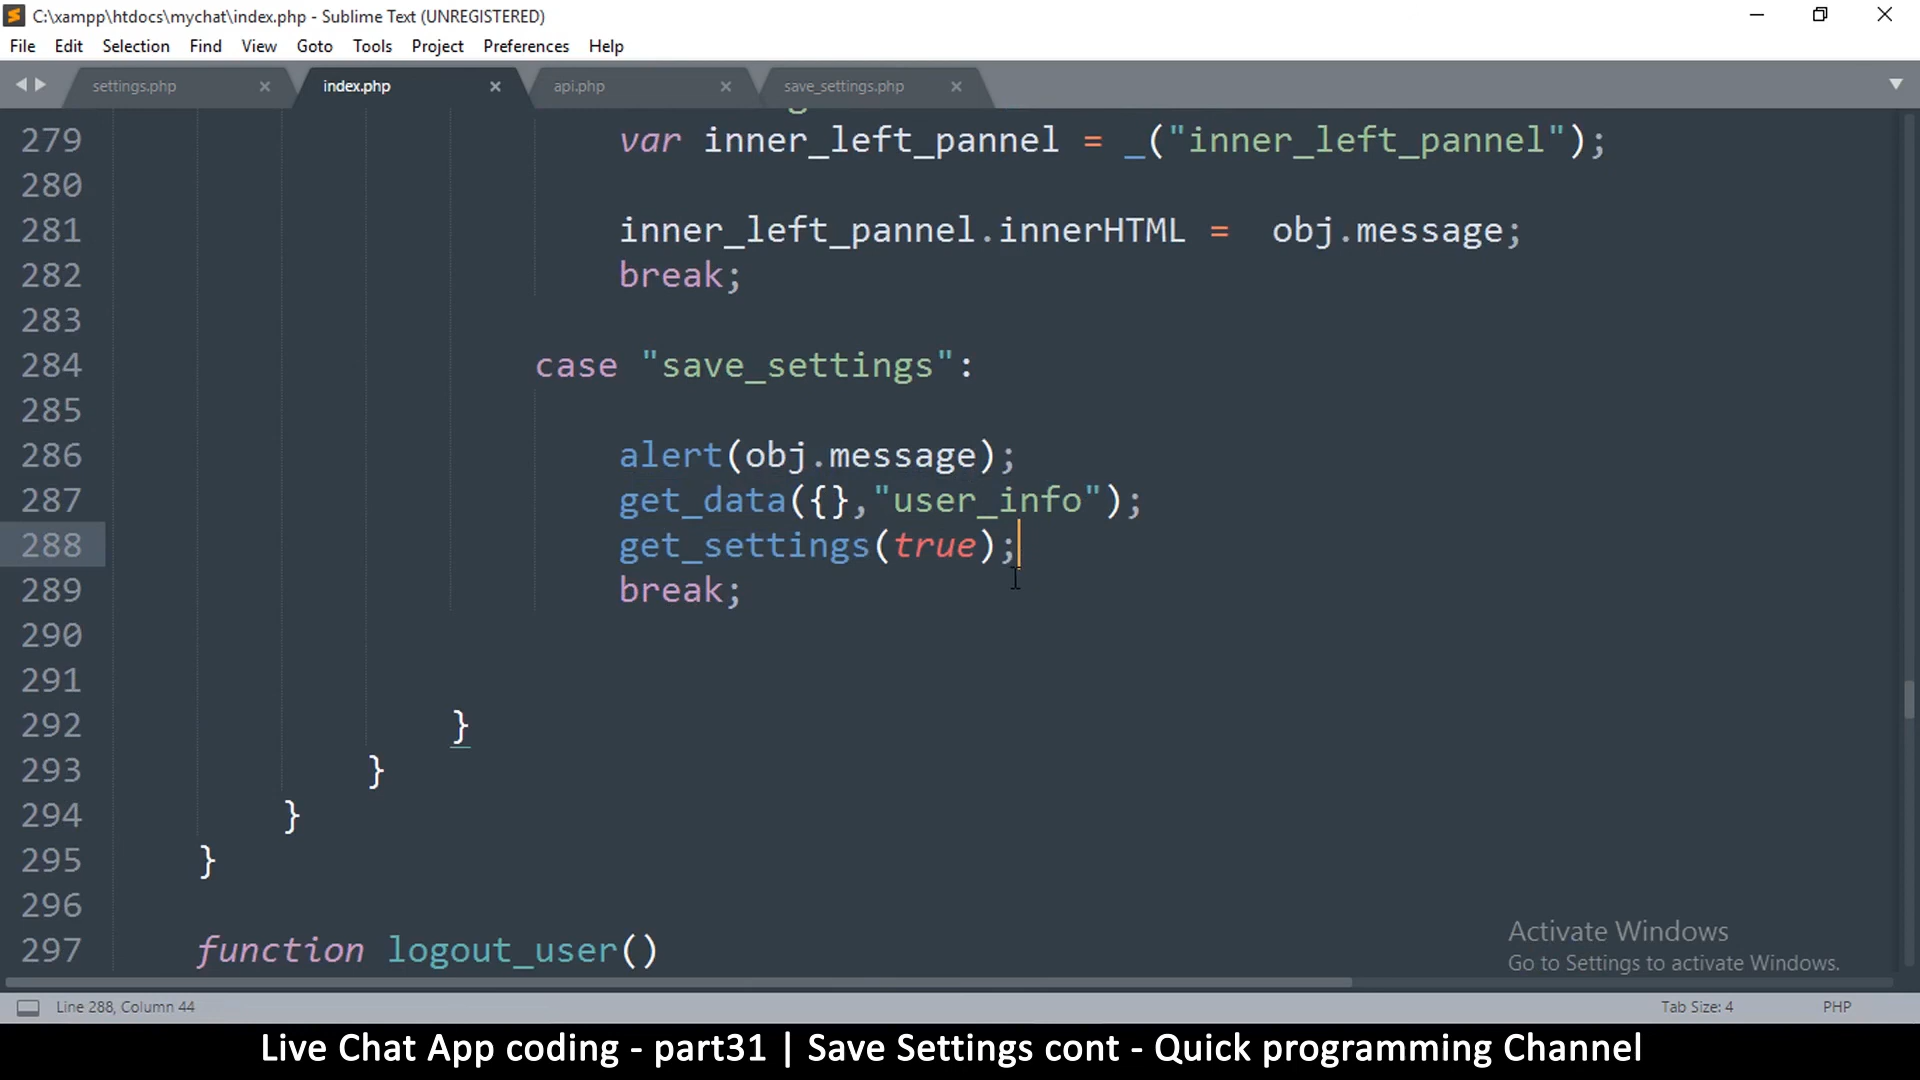 C:\xampp\htdocs\mychat\index.php - Sublime Text (UNREGISTERED)
File Edit Selection Find View Goto Tools Project Preferences Help
settings.php index.php api.php save_settings.php
279 var inner_left_pannel = _("inner_left_pannel");
280
281 inner_left_pannel.innerHTML =  obj.message;
282 break;
283
284 case "save_settings":
285
286 alert(obj.message);
287 get_data({},"user_info");
288 get_settings(true);
289 break;
290
291
292 }
293 }
294 }
295 }
296
297 function logout_user()
Activate Windows
Go to Settings to activate Windows.
Line 288, Column 44 Tab Size: 4 PHP
Live Chat App coding - part31 | Save Settings cont - Quick programming Channel